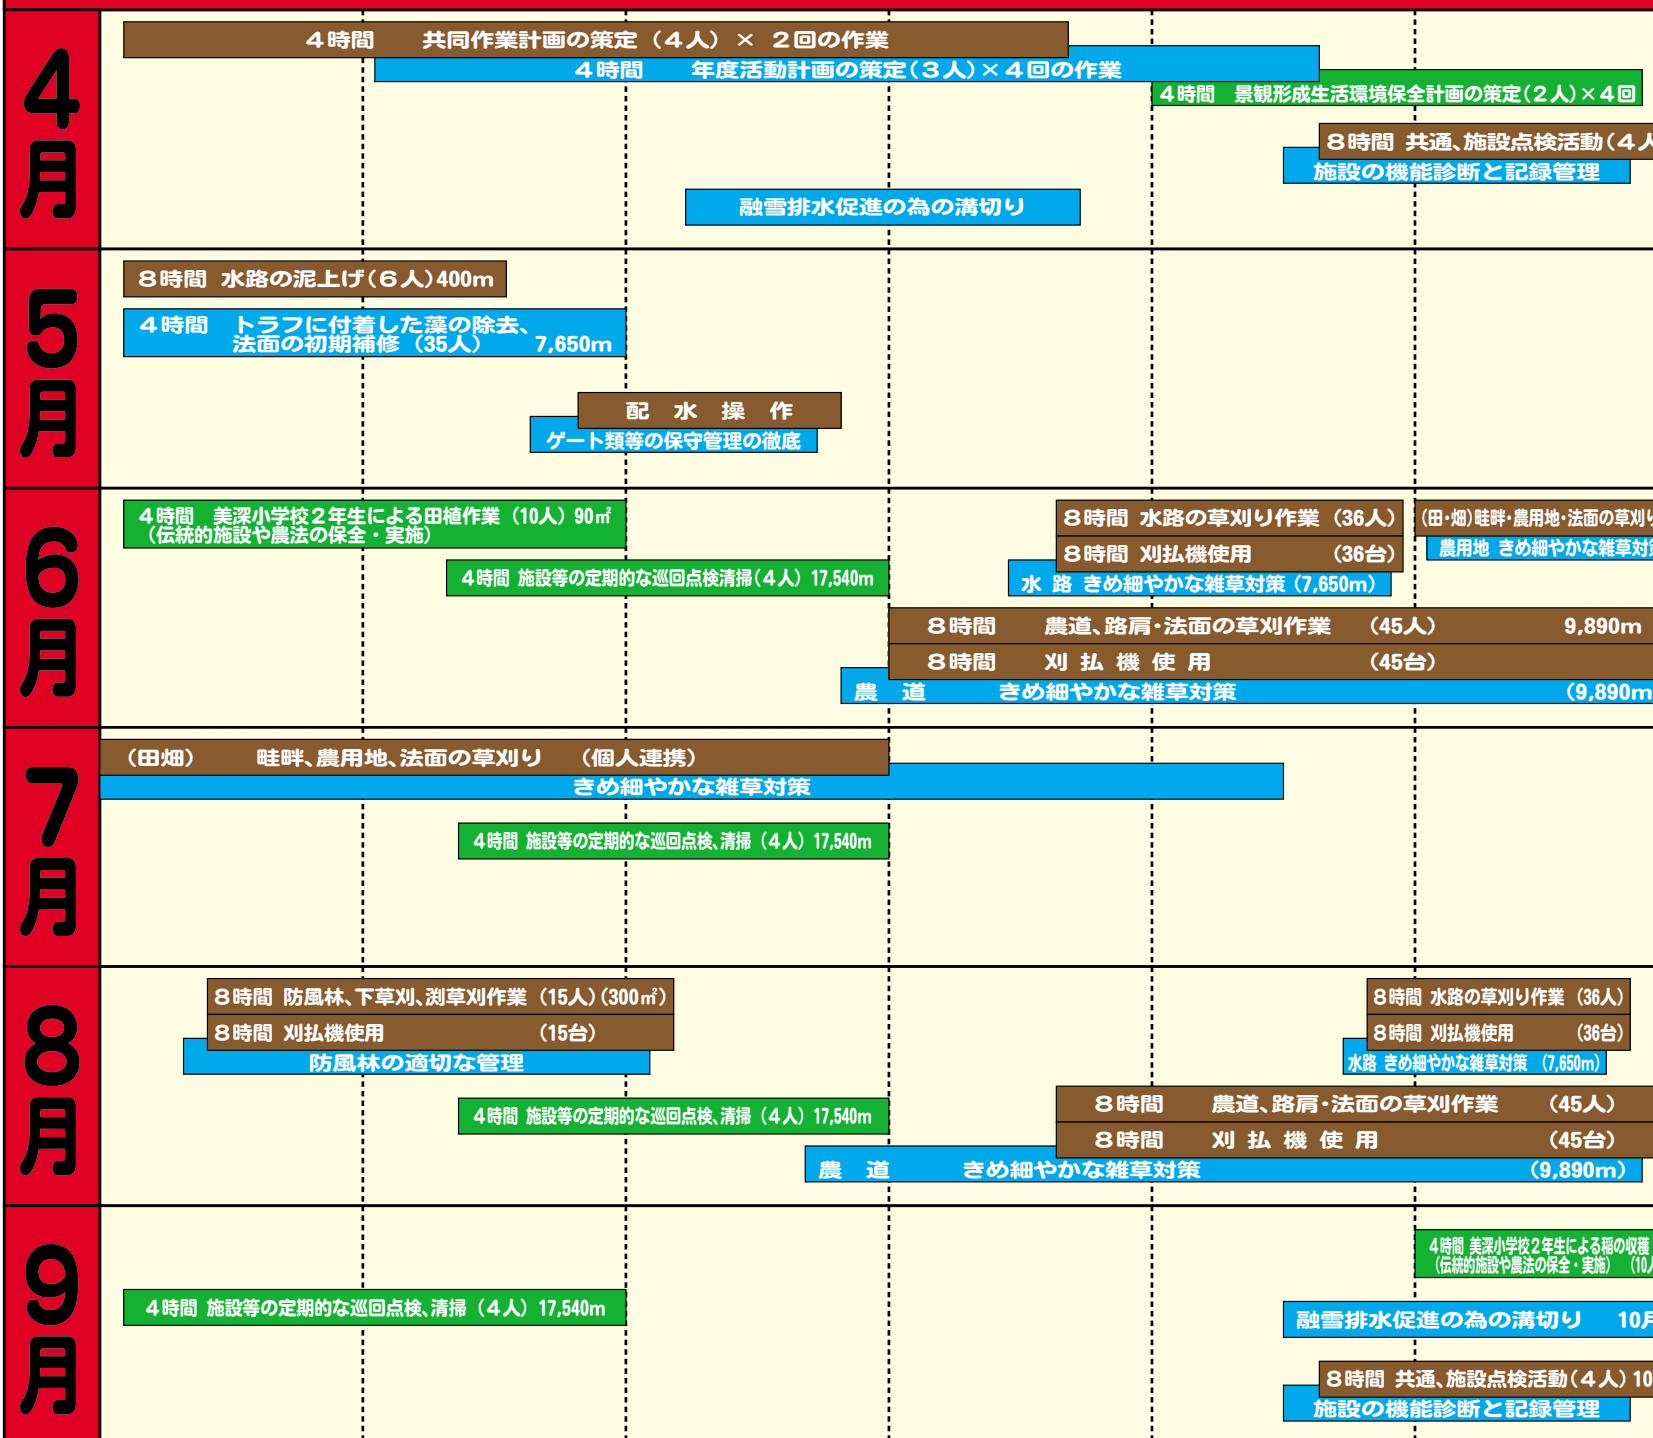 4月
4時間　共同作業計画の策定（4人）× 2回の作業
4時間　年度活動計画の策定（3人）×4回の作業
4時間　景観形成生活環境保全計画の策定（2人）×4回
8時間 共通、施設点検活動（4人
施設の機能診断と記録管理
融雪排水促進の為の溝切り
5月
8時間 水路の泥上げ（6人）400m
4時間　トラフに付着した藻の除去、
法面の初期補修（35人）　7,650m
配　水　操　作
ゲート類等の保守管理の徹底
6月
4時間　美深小学校2年生による田植作業（10人）90㎡
（伝統的施設や農法の保全・実施）
4時間 施設等の定期的な巡回点検清掃（4人）17,540m
8時間 水路の草刈り作業（36人）
8時間 刈払機使用　（36台）
水 路 きめ細やかな雑草対策（7,650m）
（田・畑）畦畔・農用地・法面の草刈り
農用地 きめ細やかな雑草対策
8時間　農道、路肩・法面の草刈作業　（45人）　9,890m
8時間　刈 払 機 使 用　（45台）
農　道　きめ細やかな雑草対策　（9,890m
7月
（田畑）　畦畔、農用地、法面の草刈り　（個人連携）
きめ細やかな雑草対策
4時間 施設等の定期的な巡回点検、清掃（4人）17,540m
8月
8時間 防風林、下草刈、測草刈作業（15人）（300㎡）
8時間 刈払機使用　（15台）
防風林の適切な管理
8時間 水路の草刈り作業（36人）
8時間 刈払機使用　（36台）
水路 きめ細やかな雑草対策（7,650m）
4時間 施設等の定期的な巡回点検、清掃（4人）17,540m
8時間　農道、路肩・法面の草刈作業　（45人）
8時間　刈 払 機 使 用　（45台）
農　道　きめ細やかな雑草対策　（9,890m）
9月
4時間 美深小学校2年生による稲の収穫
（伝統的施設や農法の保全・実施）（10人
4時間 施設等の定期的な巡回点検、清掃（4人）17,540m
融雪排水促進の為の溝切り　10月
8時間 共通、施設点検活動（4人）10
施設の機能診断と記録管理